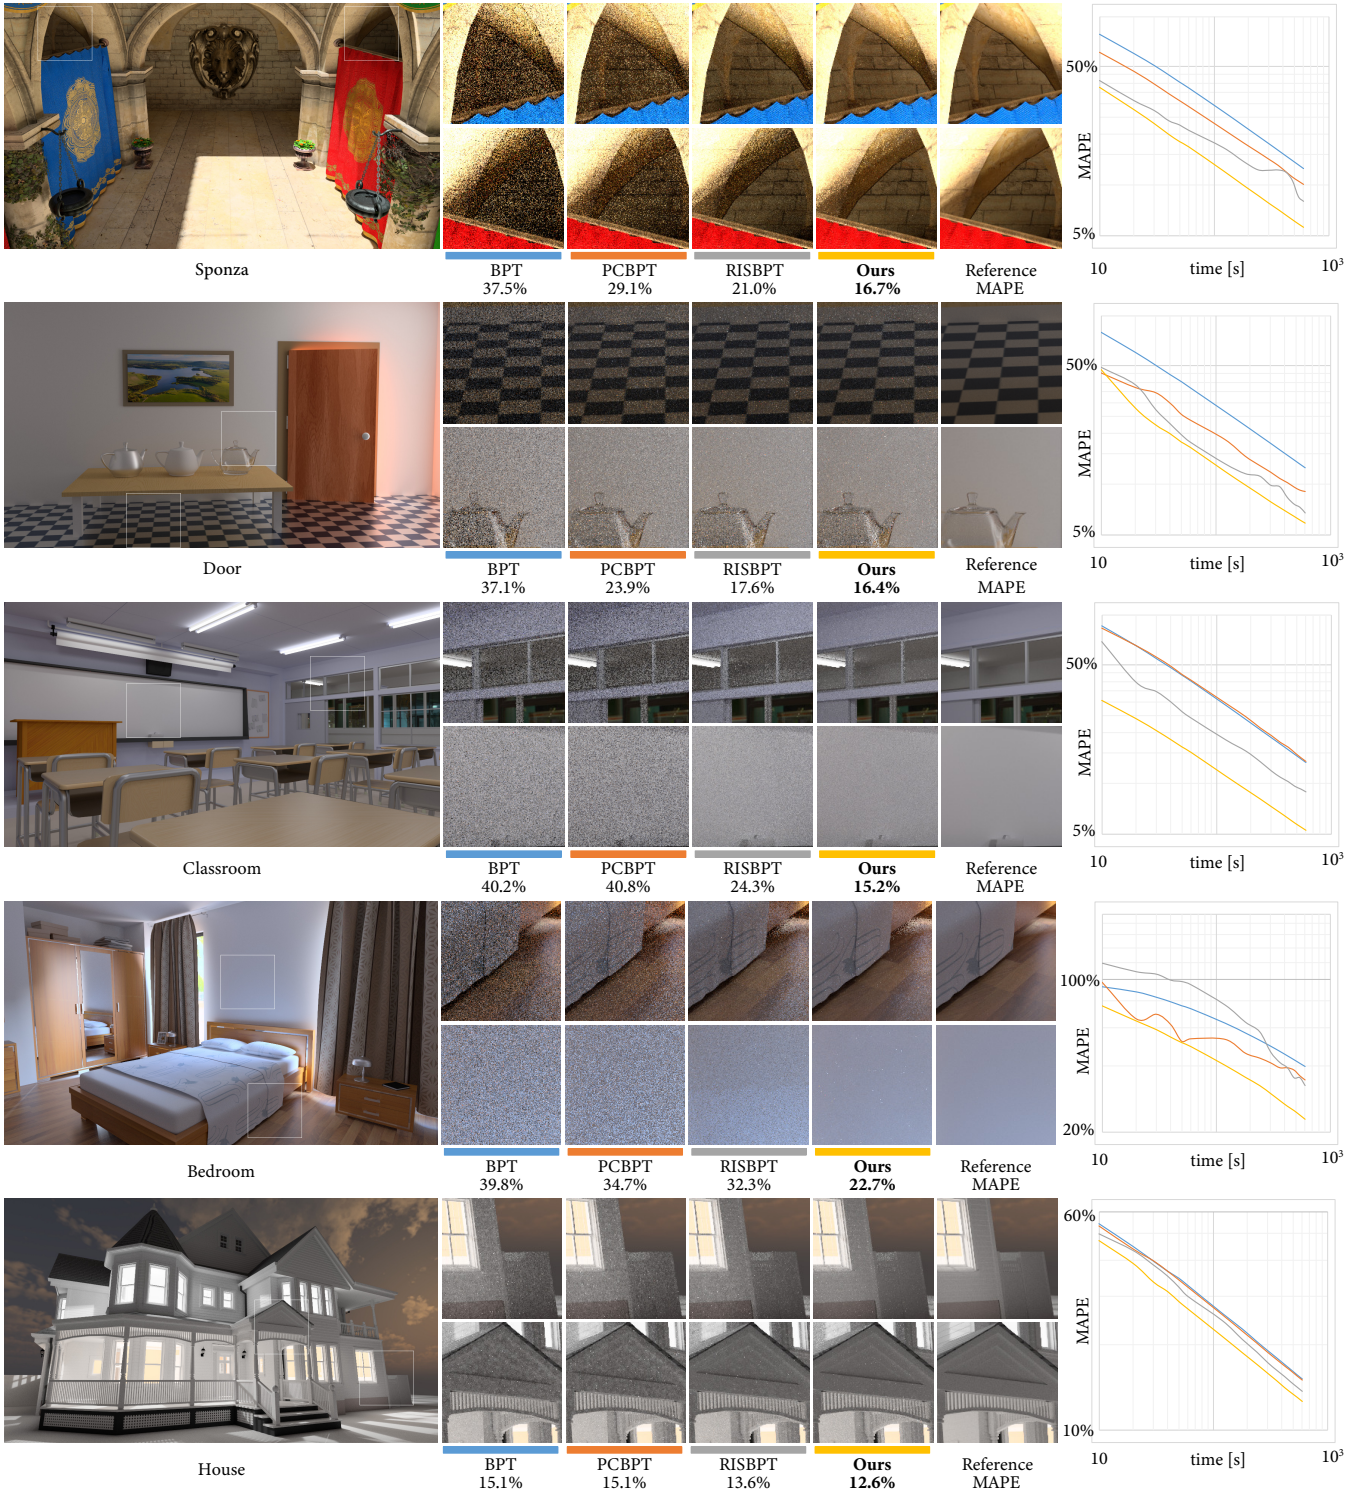 50%
MAPE
5%
10 time [s] 10³
Sponza
BPT PCBPT RISBPT Ours Reference
37.5% 29.1% 21.0% 16.7% MAPE
50%
MAPE
5%
10 time [s] 10³
Door
BPT PCBPT RISBPT Ours Reference
37.1% 23.9% 17.6% 16.4% MAPE
50%
MAPE
5%
10 time [s] 10³
Classroom
BPT PCBPT RISBPT Ours Reference
40.2% 40.8% 24.3% 15.2% MAPE
100%
MAPE
20%
10 time [s] 10³
Bedroom
BPT PCBPT RISBPT Ours Reference
39.8% 34.7% 32.3% 22.7% MAPE
60%
MAPE
10%
10 time [s] 10³
House
BPT PCBPT RISBPT Ours Reference
15.1% 15.1% 13.6% 12.6% MAPE